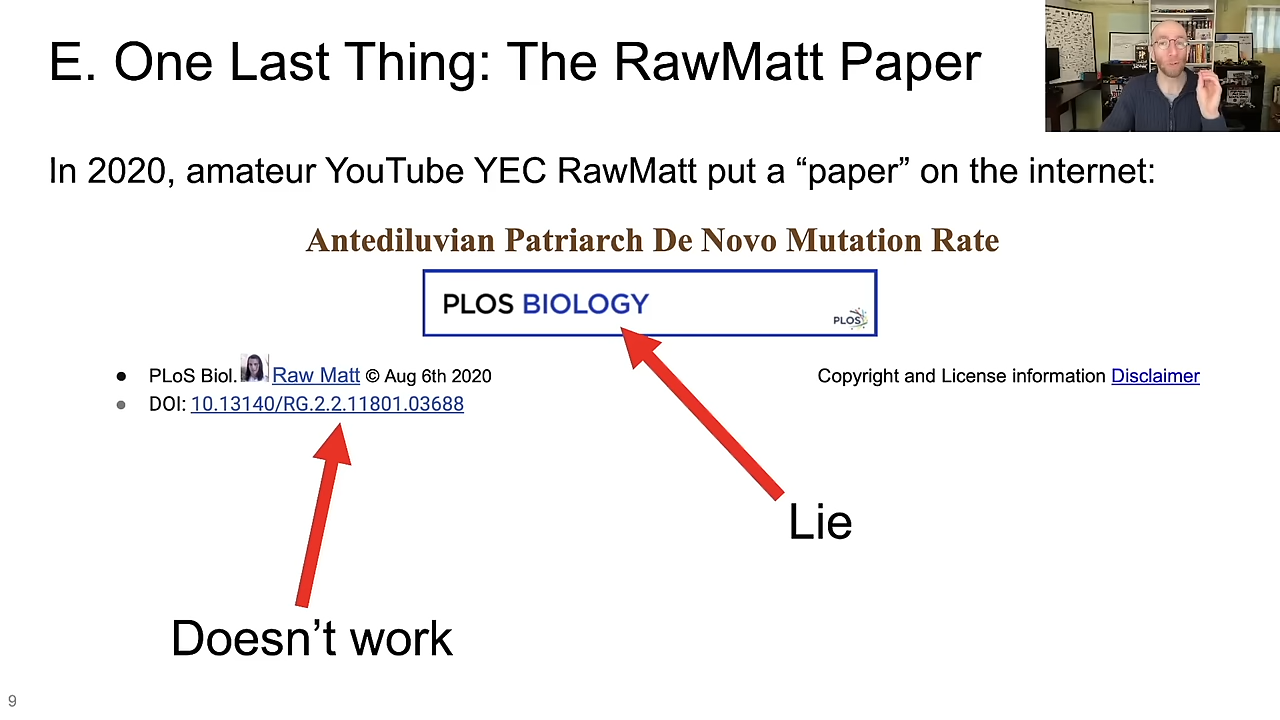 E. One Last Thing: The RawMatt Paper
In 2020, amateur YouTube YEC RawMatt put a “paper” on the internet:
Antediluvian Patriarch De Novo Mutation Rate
PLOS BIOLOGY
PLOS
● PLoS Biol. Raw Matt © Aug 6th 2020
Copyright and License information Disclaimer
● DOI: 10.13140/RG.2.2.11801.03688
Lie
Doesn’t work
9